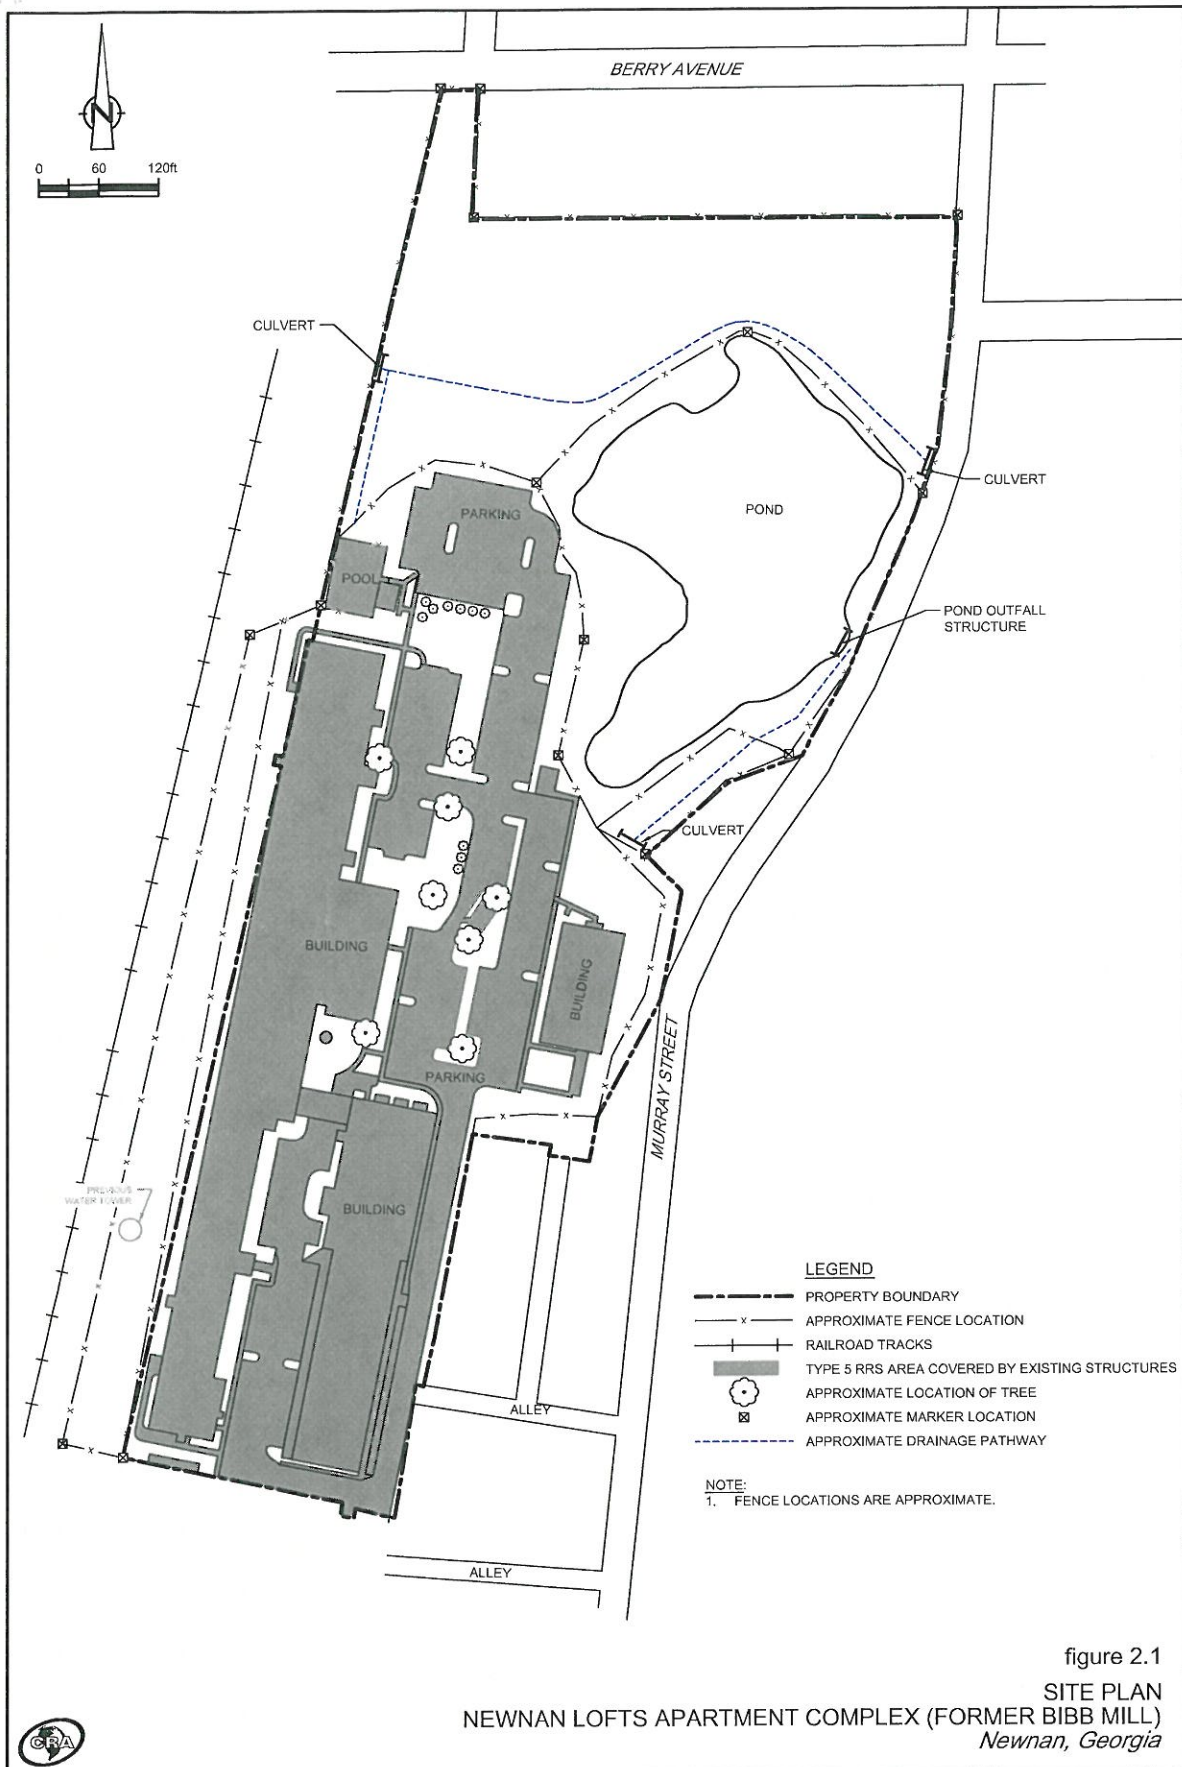 BERRY AVENUE
N
0 60 120ft
CULVERT
PARKING
POND
CULVERT
POOL
POND OUTFALL
STRUCTURE
CULVERT
BUILDING
BUILDING
MURRAY STREET
PARKING
PREVIOUS
WATER TOWER
BUILDING
LEGEND
PROPERTY BOUNDARY
APPROXIMATE FENCE LOCATION
RAILROAD TRACKS
TYPE 5 RRS AREA COVERED BY EXISTING STRUCTURES
APPROXIMATE LOCATION OF TREE
APPROXIMATE MARKER LOCATION
APPROXIMATE DRAINAGE PATHWAY
ALLEY
NOTE:
1. FENCE LOCATIONS ARE APPROXIMATE.
ALLEY
figure 2.1
SITE PLAN
NEWNAN LOFTS APARTMENT COMPLEX (FORMER BIBB MILL)
Newnan, Georgia
CRA